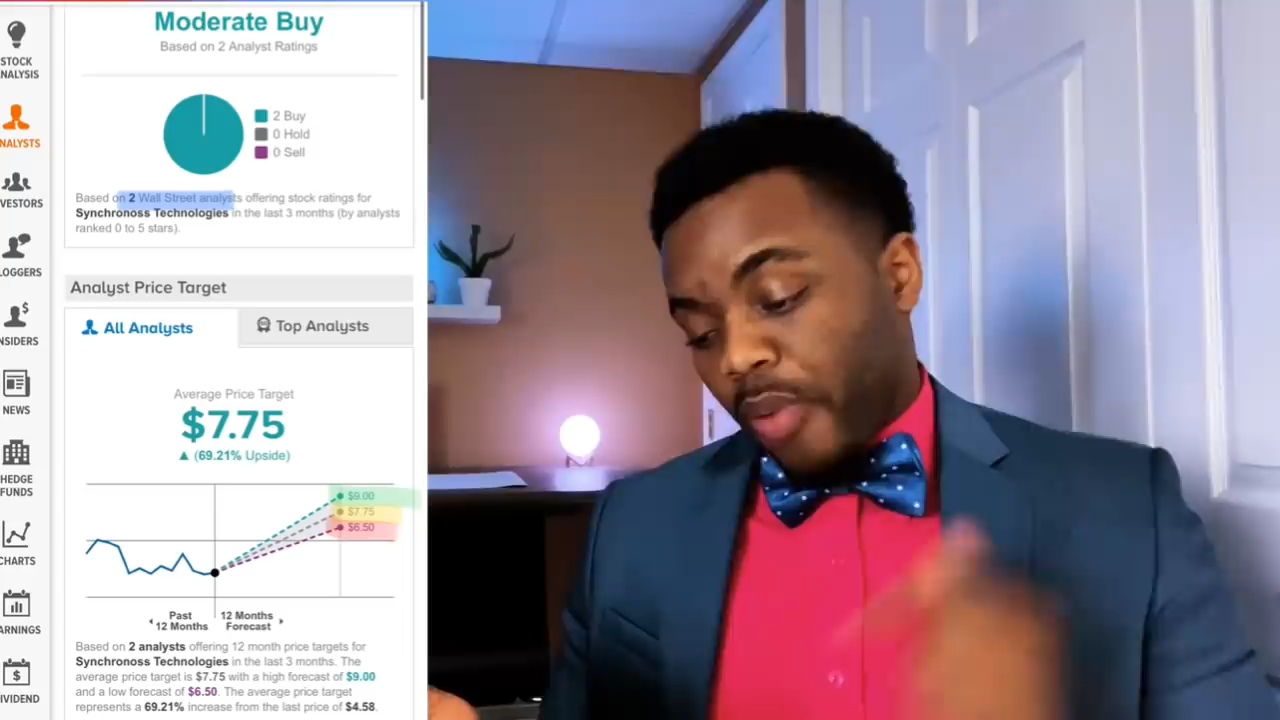 Moderate Buy
Based on 2 Analyst Ratings
STOCK
ANALYSIS
2 Buy
0 Hold
0 Sell
NALYSTS
Based on 2 Wall Street analysts offering stock ratings for
Synchronoss Technologies in the last 3 months (by analysts
ranked 0 to 5 stars).
VESTORS
LOGGERS
Analyst Price Target
All Analysts
Top Analysts
NSIDERS
Average Price Target
$7.75
▲ (69.21% Upside)
NEWS
HEDGE
FUNDS
$9.00
$7.75
$6.50
CHARTS
Past
12 Months
12 Months
Forecast
ARNINGS
Based on 2 analysts offering 12 month price targets for
Synchronoss Technologies in the last 3 months. The
average price target is $7.75 with a high forecast of $9.00
and a low forecast of $6.50. The average price target
represents a 69.21% increase from the last price of $4.58.
IVIDEND